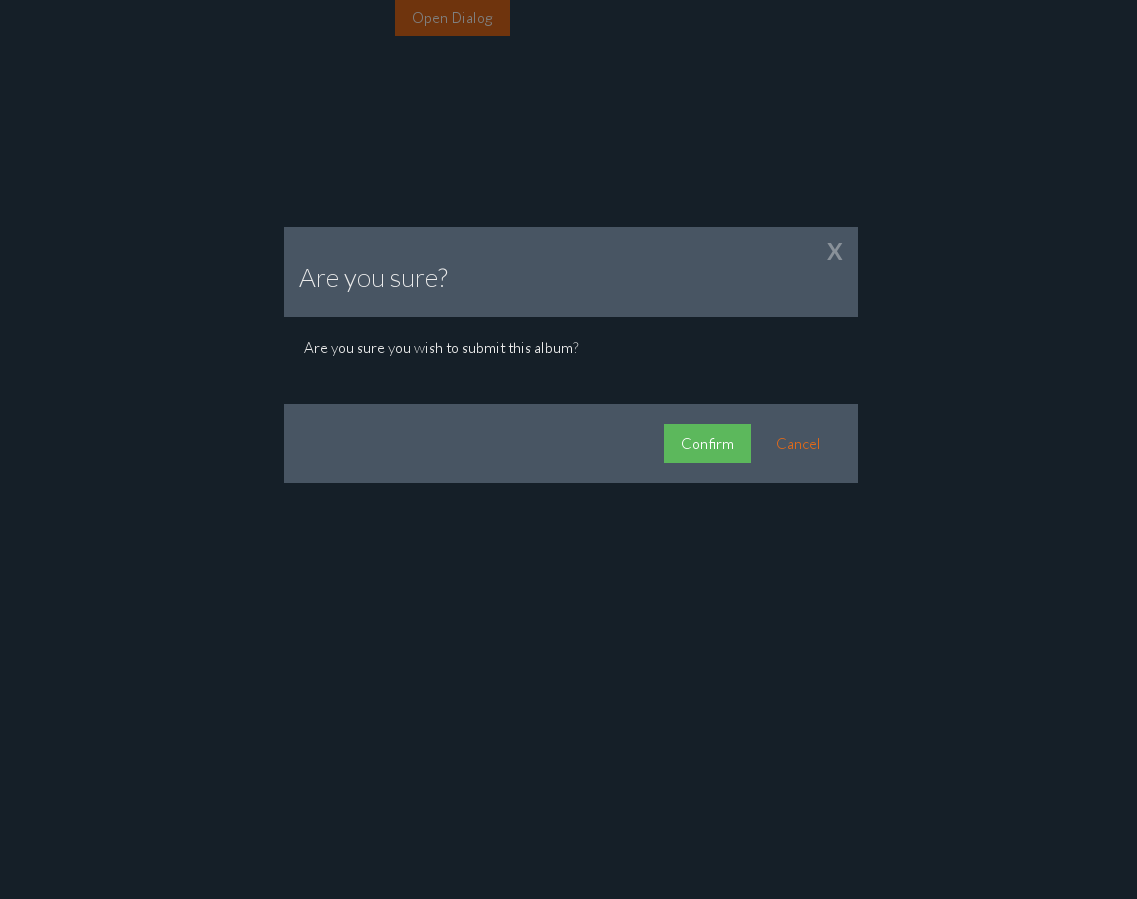 Open Dialog
X
Are you sure?
Are you sure you wish to submit this album?
Confirm Cancel